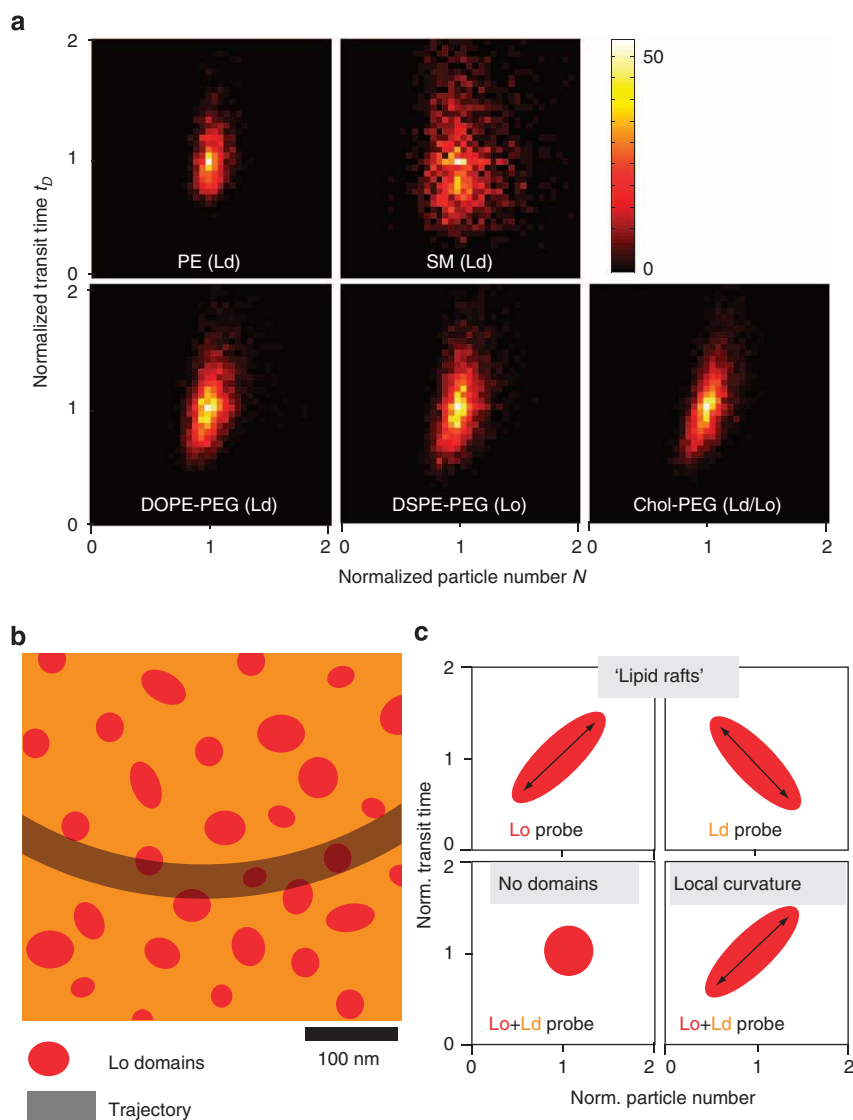 a
2
1
0
Normalized transit time tD
PE (Ld)
SM (Ld)
50
0
2
1
0
DOPE-PEG (Ld)
DSPE-PEG (Lo)
Chol-PEG (Ld/Lo)
0 1 2 0 1 2 0 1 2
Normalized particle number N
b
Lo domains
100 nm
Trajectory
c
'Lipid rafts'
2
1
0
Lo probe
Ld probe
Norm. transit time
No domains
Local curvature
2
1
0
Lo+Ld probe
Lo+Ld probe
0 1 2 0 1 2
Norm. particle number